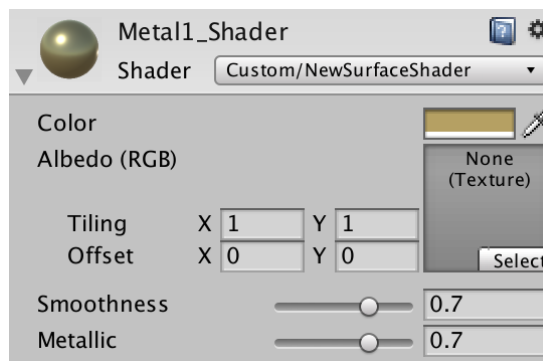 Metal1_Shader
Shader Custom/NewSurfaceShader
Color
Albedo (RGB) None
(Texture)
Tiling X 1 Y 1
Offset X 0 Y 0
Select
Smoothness 0.7
Metallic 0.7